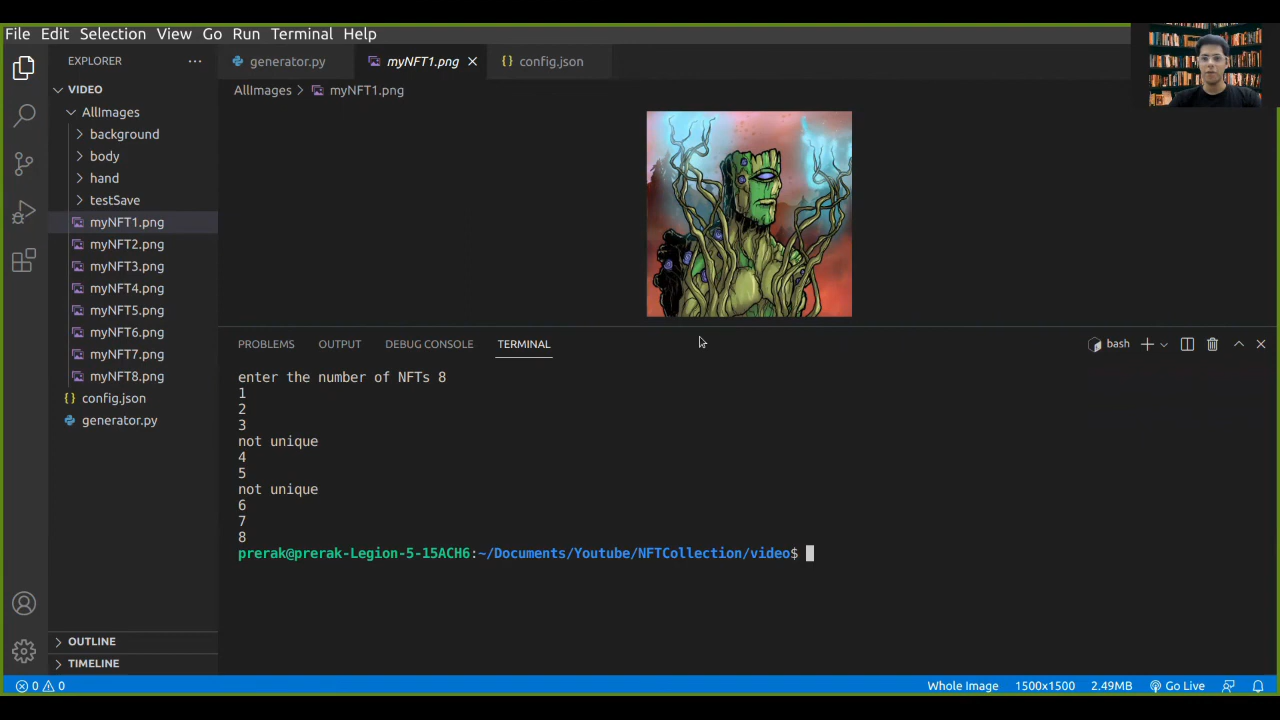 File Edit Selection View Go Run Terminal Help
EXPLORER
generator.py
myNFT1.png
config.json
VIDEO
AllImages > myNFT1.png
AllImages
background
body
hand
testSave
myNFT1.png
myNFT2.png
myNFT3.png
myNFT4.png
myNFT5.png
myNFT6.png
myNFT7.png
myNFT8.png
config.json
generator.py
PROBLEMS OUTPUT DEBUG CONSOLE TERMINAL
bash
enter the number of NFTs 8
1
2
3
not unique
4
5
not unique
6
7
8
prerak@prerak-Legion-5-15ACH6:~/Documents/Youtube/NFTCollection/video$
OUTLINE
TIMELINE
0 0
Whole Image 1500x1500 2.49MB Go Live